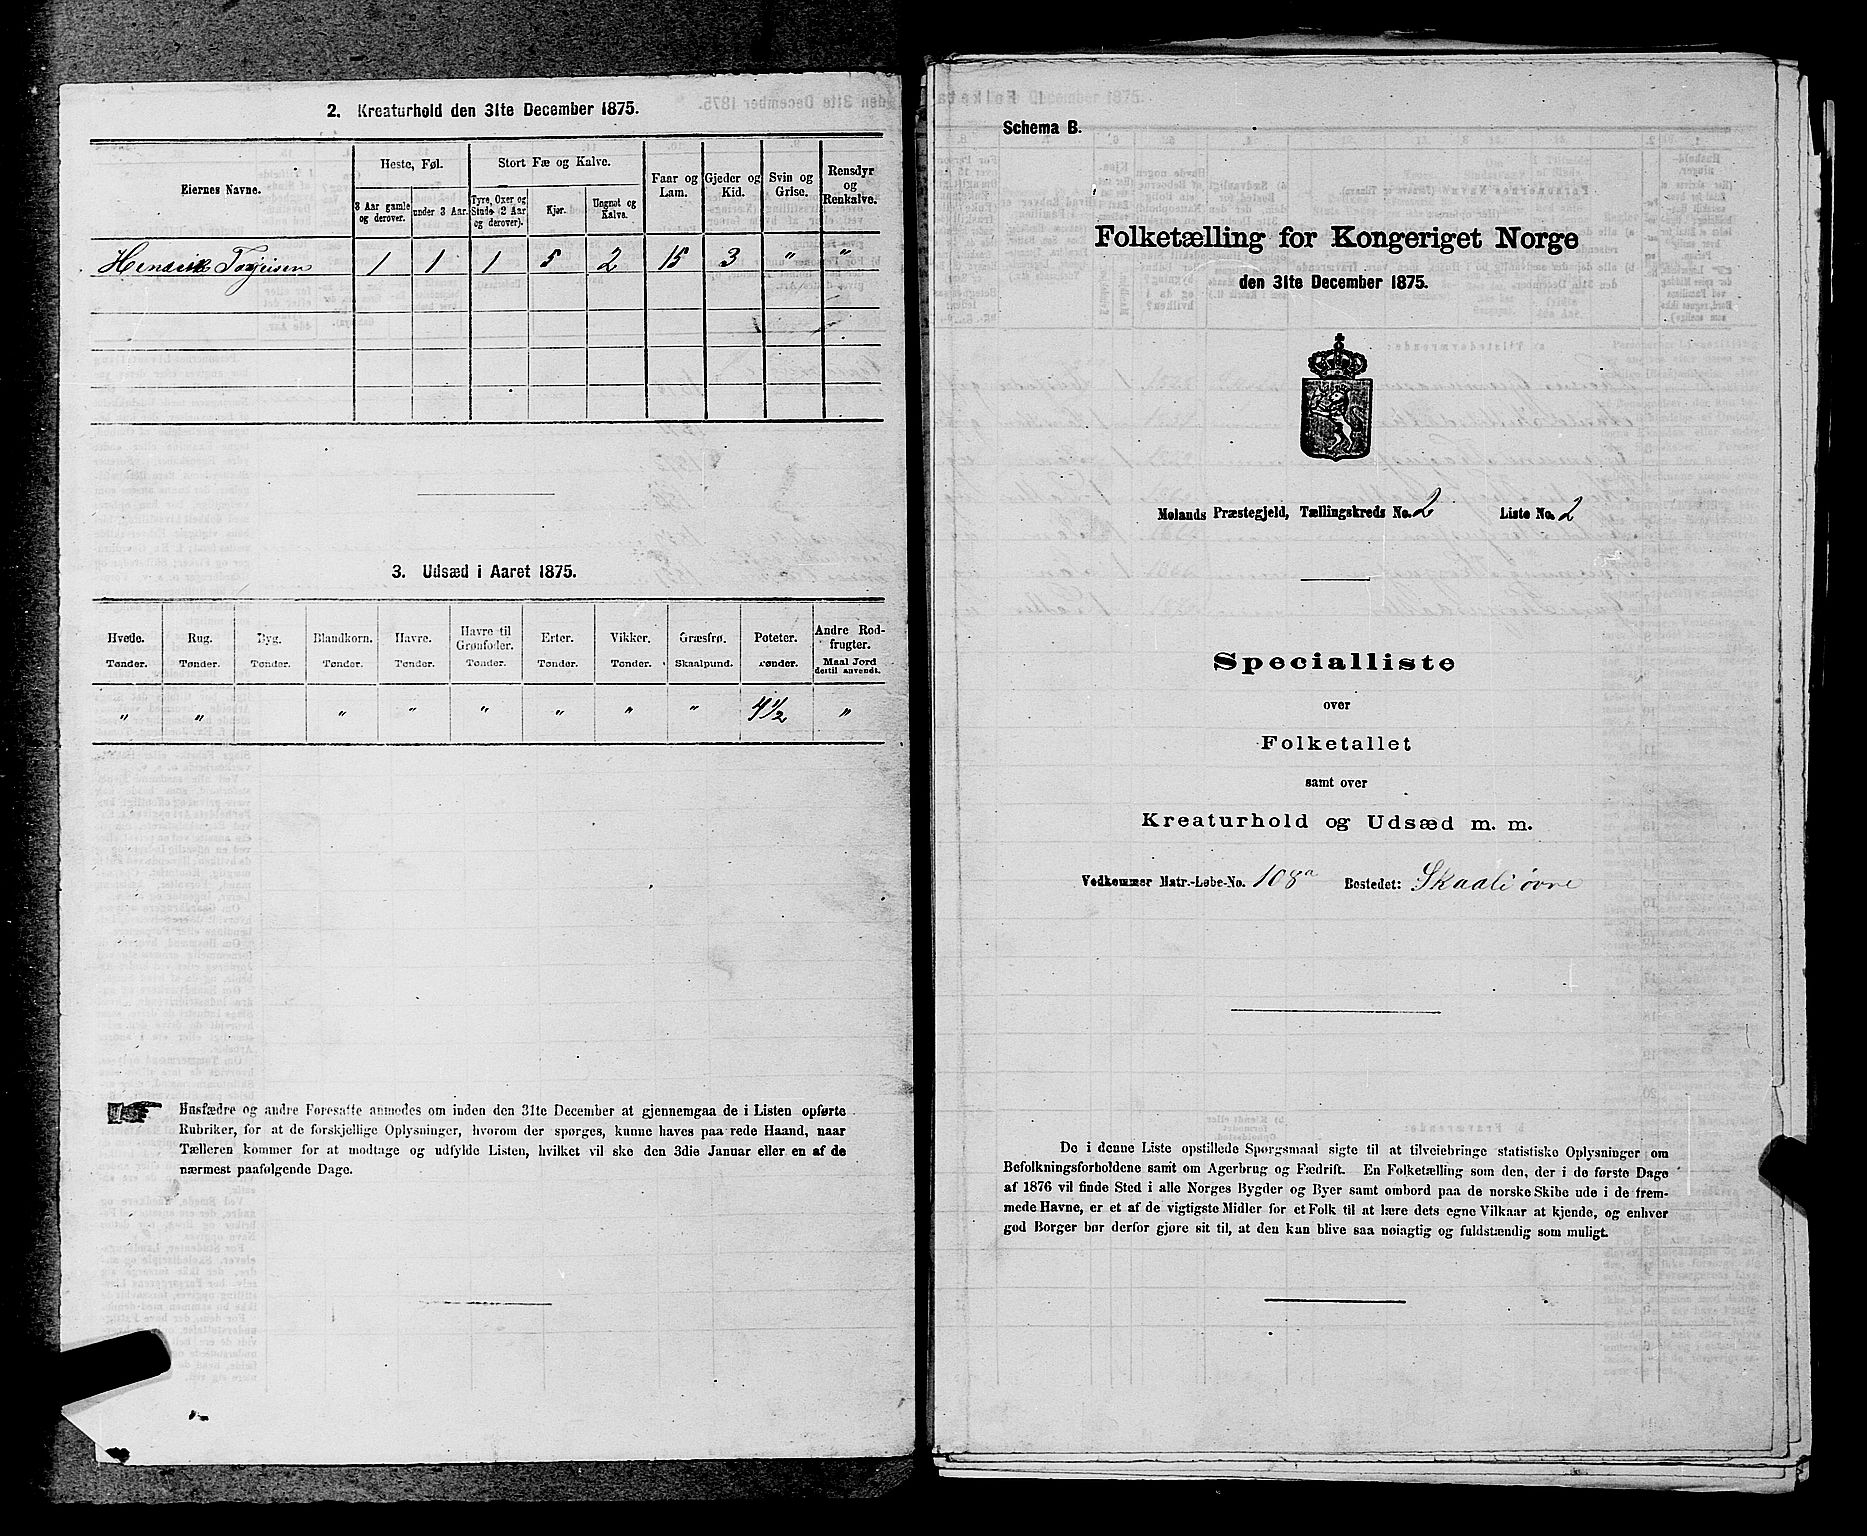 2. Kreaturhold den 31te December 1875.
Eiernes Navne.
Heste, Føl.
Stort Fæ og Kalve.
Faar og Lam.
Gjeder og Kid.
Svin og Grise.
Rensdyr og Renkalve.
3 Aar gamle og derover.
under 3 Aar.
Tyre, Oxer og Stude (2 Aar og derover).
Kjør.
Ungnøt og Kalve.
Hendrik Torjeisen 1 1 1 5 2 15 3 " "
3. Udsæd i Aaret 1875.
Hvede. Rug. Byg. Blandkorn. Havre. Havre til Grønfoder. Erter. Vikker. Græsfrø. Poteter. Andre Rodfrugter.
Tønder. Tønder. Tønder. Tønder. Tønder. Tønder. Tønder. Tønder. Skaalpund. Tønder. Maal Jord dertil anvendt.
" " " " " " " " 4½ "
Husfædre og andre Foresatte anmodes om inden den 31te December at gjennemgaa de i Listen opførte
Rubriker, for at de forskjellige Oplysninger, hvorom der spørges, kunne haves paa rede Haand, naar
Tælleren kommer for at modtage og udfylde Listen, hvilket vil ske den 3die Januar eller en af de
nærmest paafølgende Dage.
Schema B.
Folketælling for Kongeriget Norge
den 31te December 1875.
Molands Præstegjeld, Tællingskreds No. 2 Liste No. 2
Specialliste
over
Folketallet
samt over
Kreaturhold og Udsæd m. m.
Vedkommer Matr.-Løbe-No. 108a Bostedet: Skaali øvre
De i denne Liste opstillede Spørgsmaal sigte til at tilveiebringe statistiske Oplysninger om
Befolkningsforholdene samt om Agerbrug og Fædrift. En Folketælling som den, der i de første Dage
af 1876 vil finde Sted i alle Norges Bygder og Byer samt ombord paa de norske Skibe ude i de frem-
mede Havne, er et af de vigtigste Midler for et Folk til at lære dets egne Vilkaar at kjende, og enhver
god Borger bør derfor gjøre sit til, at den kan blive saa nøiagtig og fuldstændig som muligt.